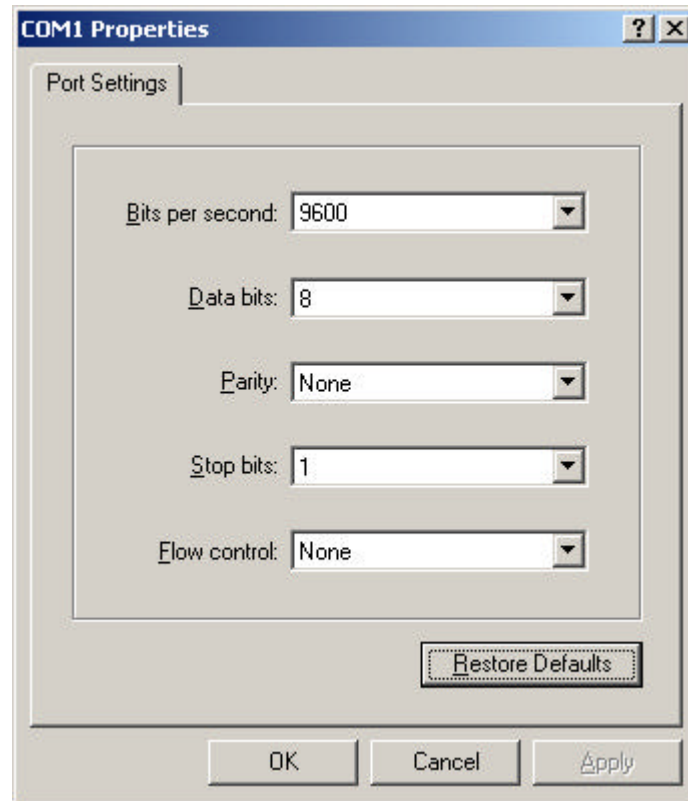 COM1 Properties
Port Settings
Bits per second: 9600
Data bits: 8
Parity: None
Stop bits: 1
Flow control: None
Restore Defaults
OK Cancel Apply